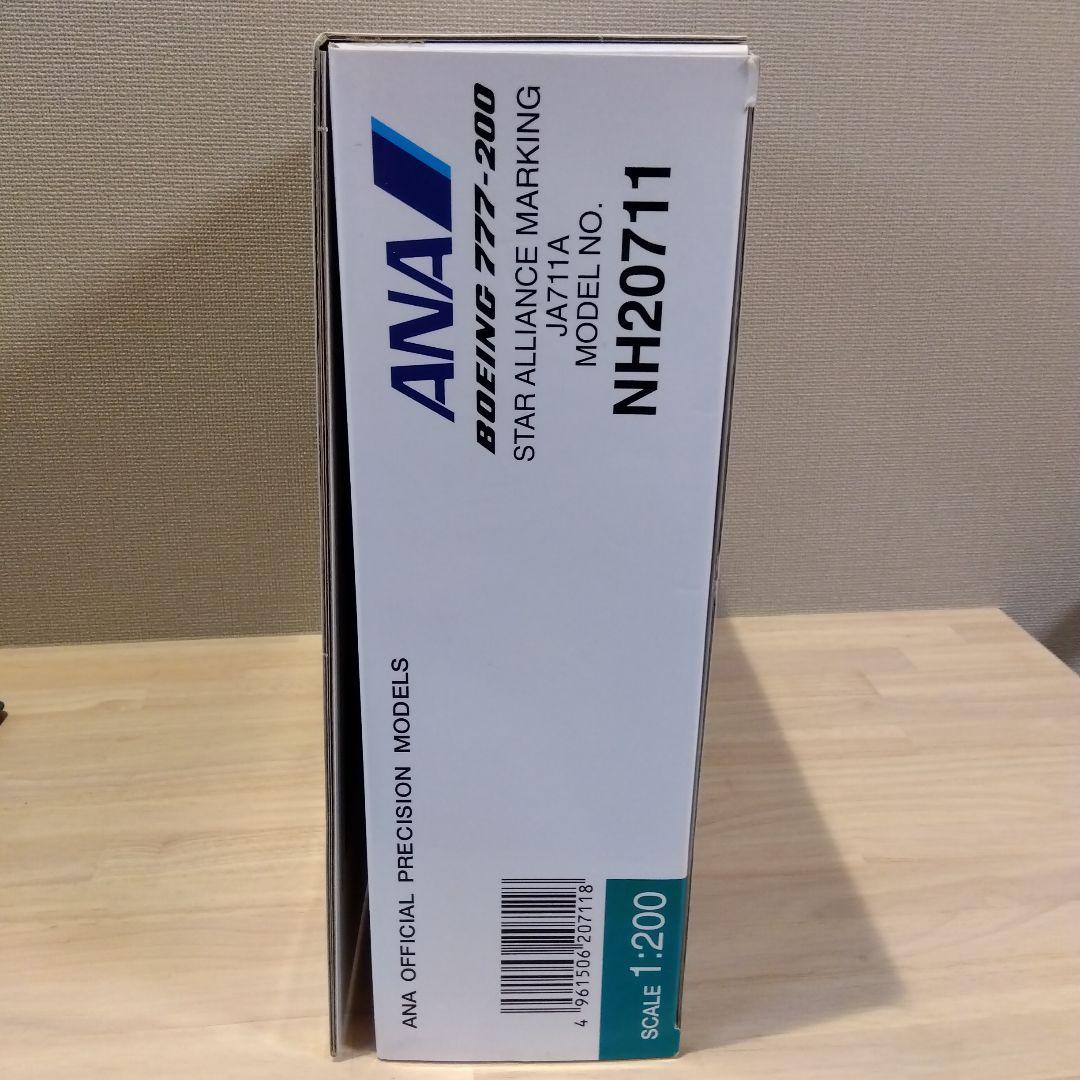 ANA
BOEING 777-200
STAR ALLIANCE MARKING
JA711A
MODEL NO.
NH20711
ANA OFFICIAL PRECISION MODELS
4 961506 207118
SCALE 1:200